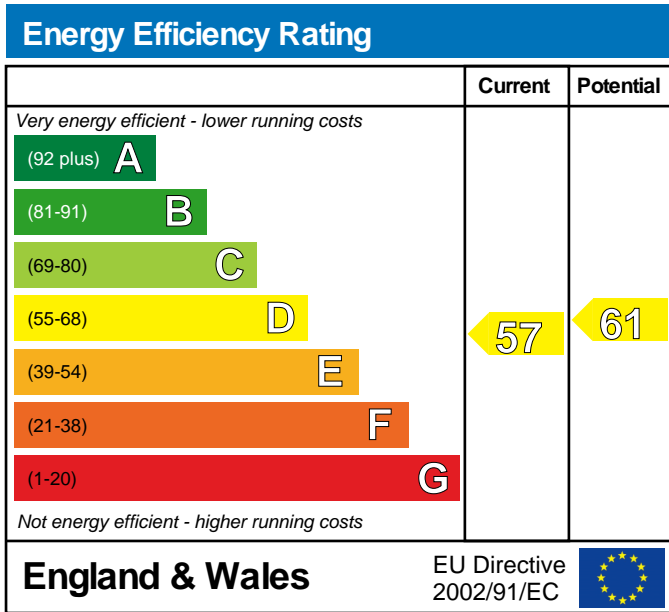 Energy Efficiency Rating
Current Potential
Very energy efficient - lower running costs
(92 plus) A
(81-91) B
(69-80) C
(55-68) D
57 61
(39-54) E
(21-38) F
(1-20) G
Not energy efficient - higher running costs
England & Wales
EU Directive
2002/91/EC